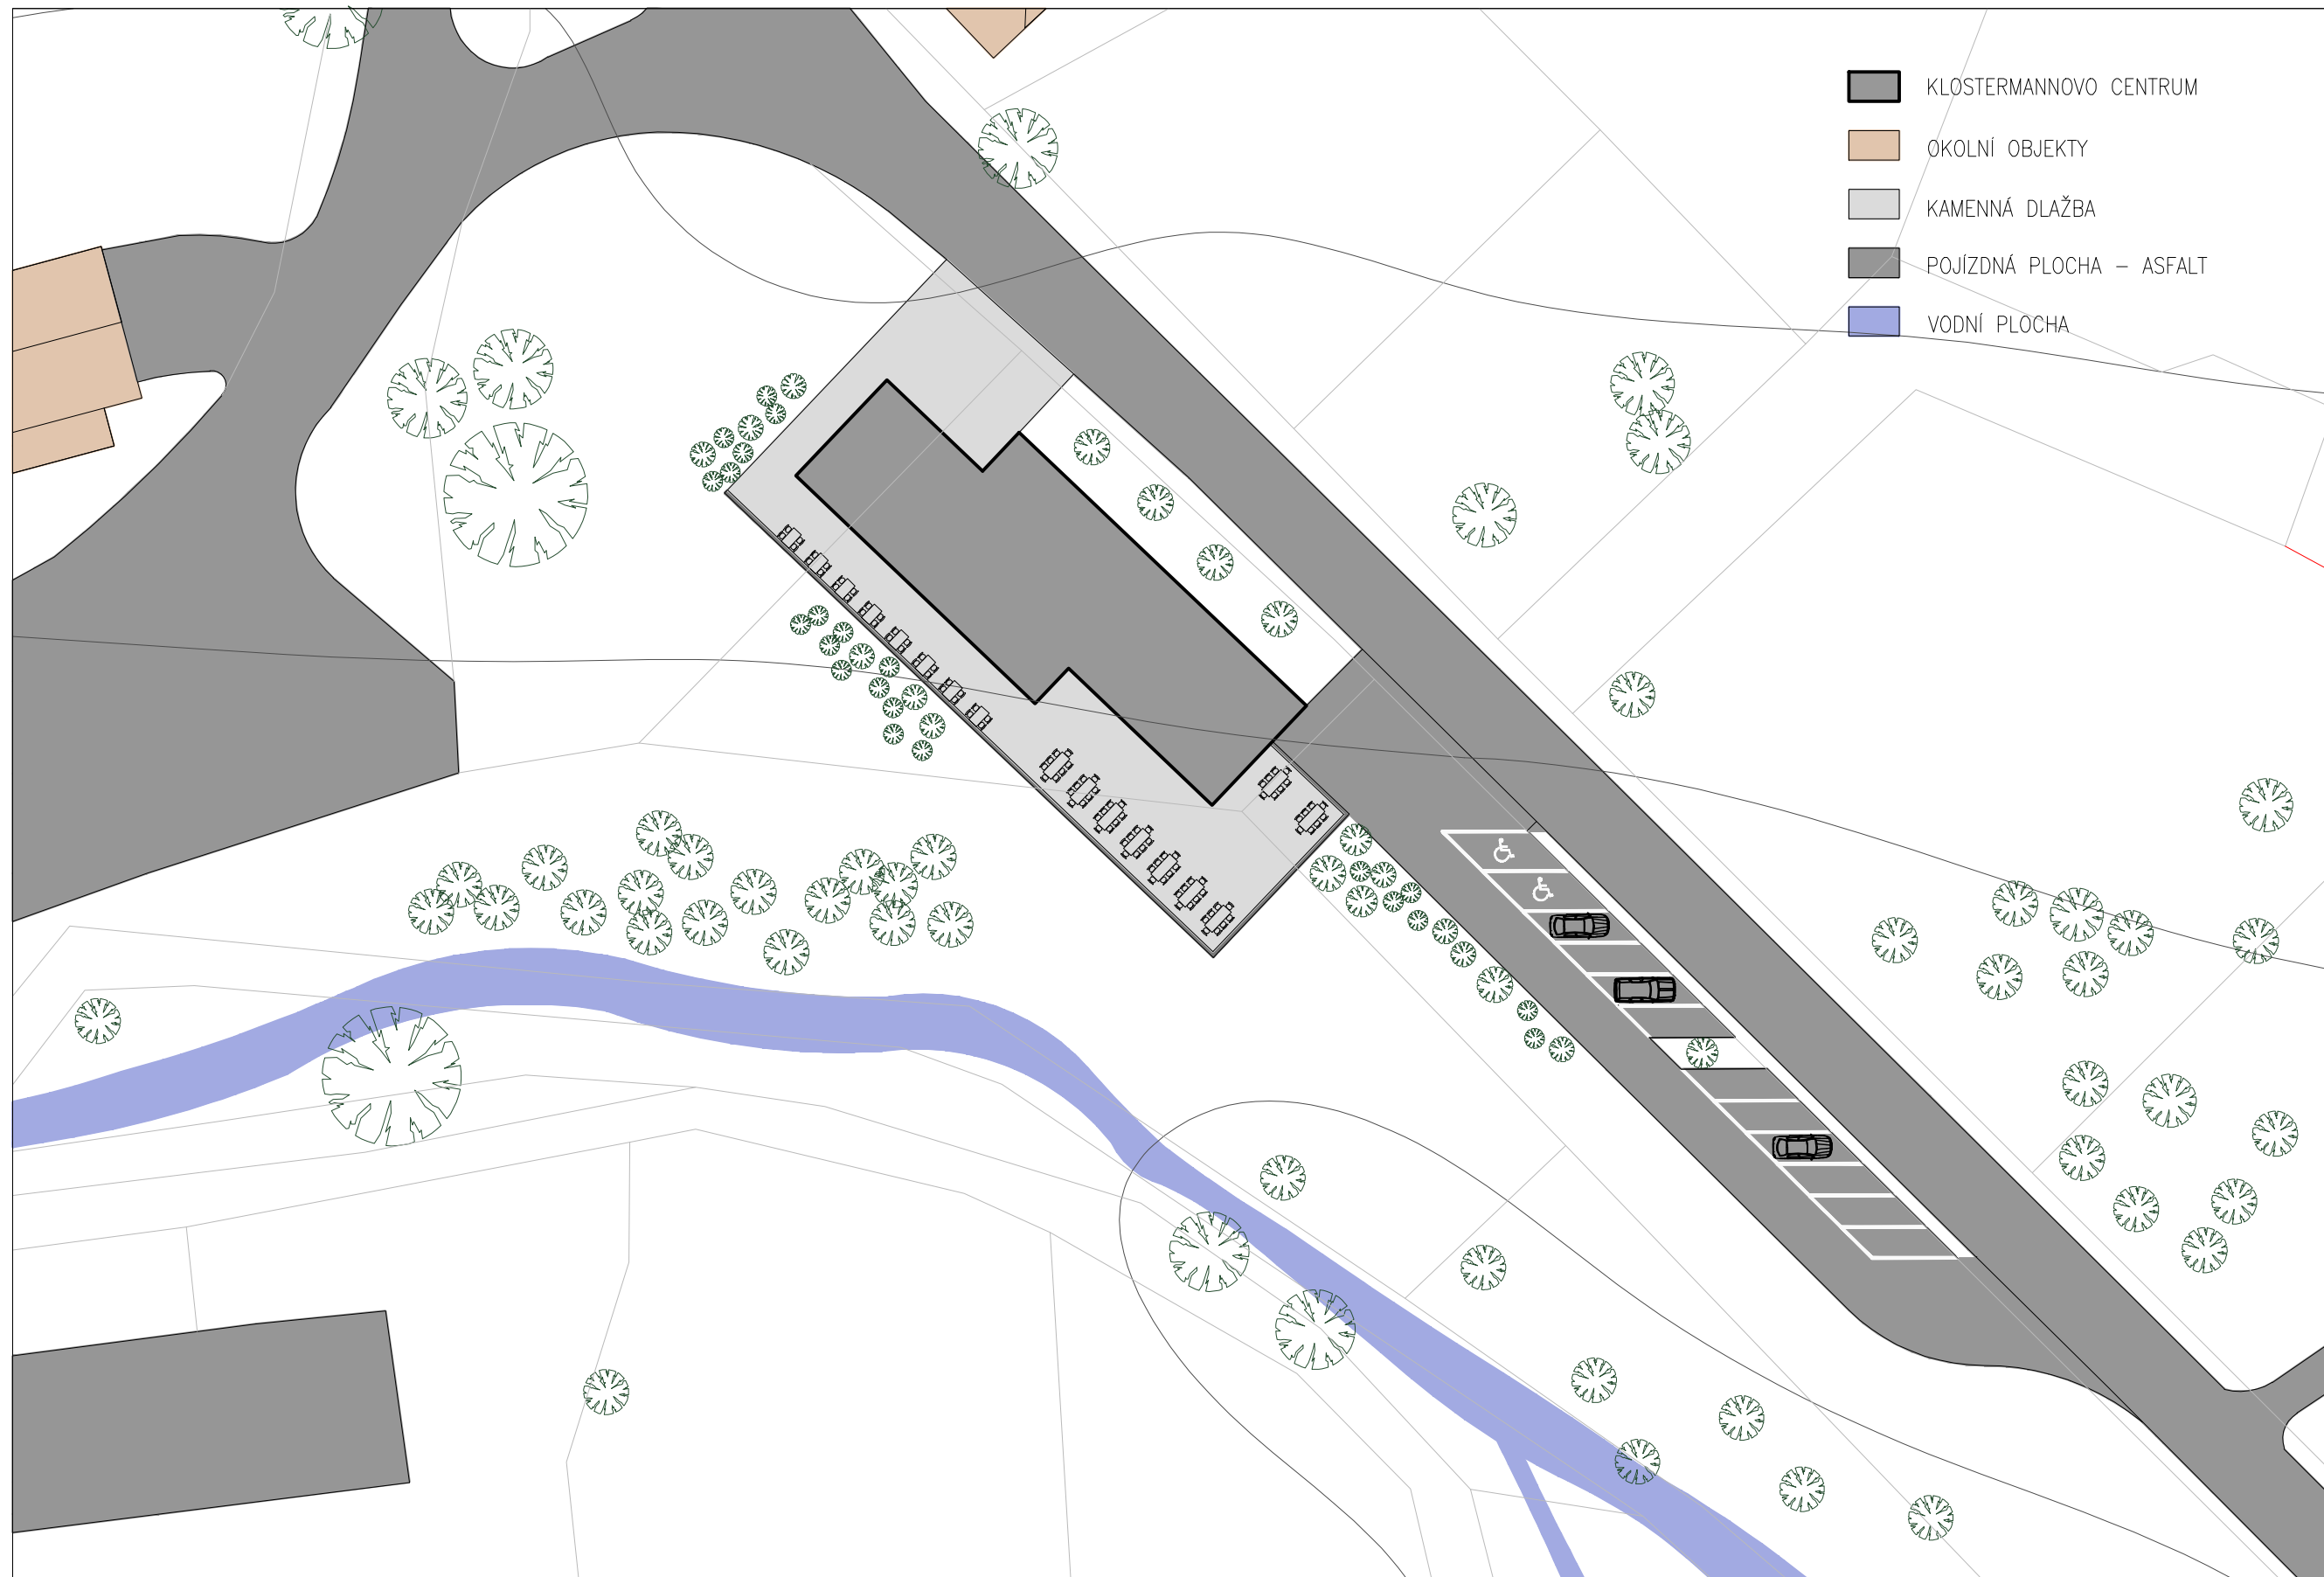 KLOSTERMANNOVO CENTRUM
OKOLNÍ OBJEKTY
KAMENNÁ DLAŽBA
POJÍZDNÁ PLOCHA – ASFALT
VODNÍ PLOCHA